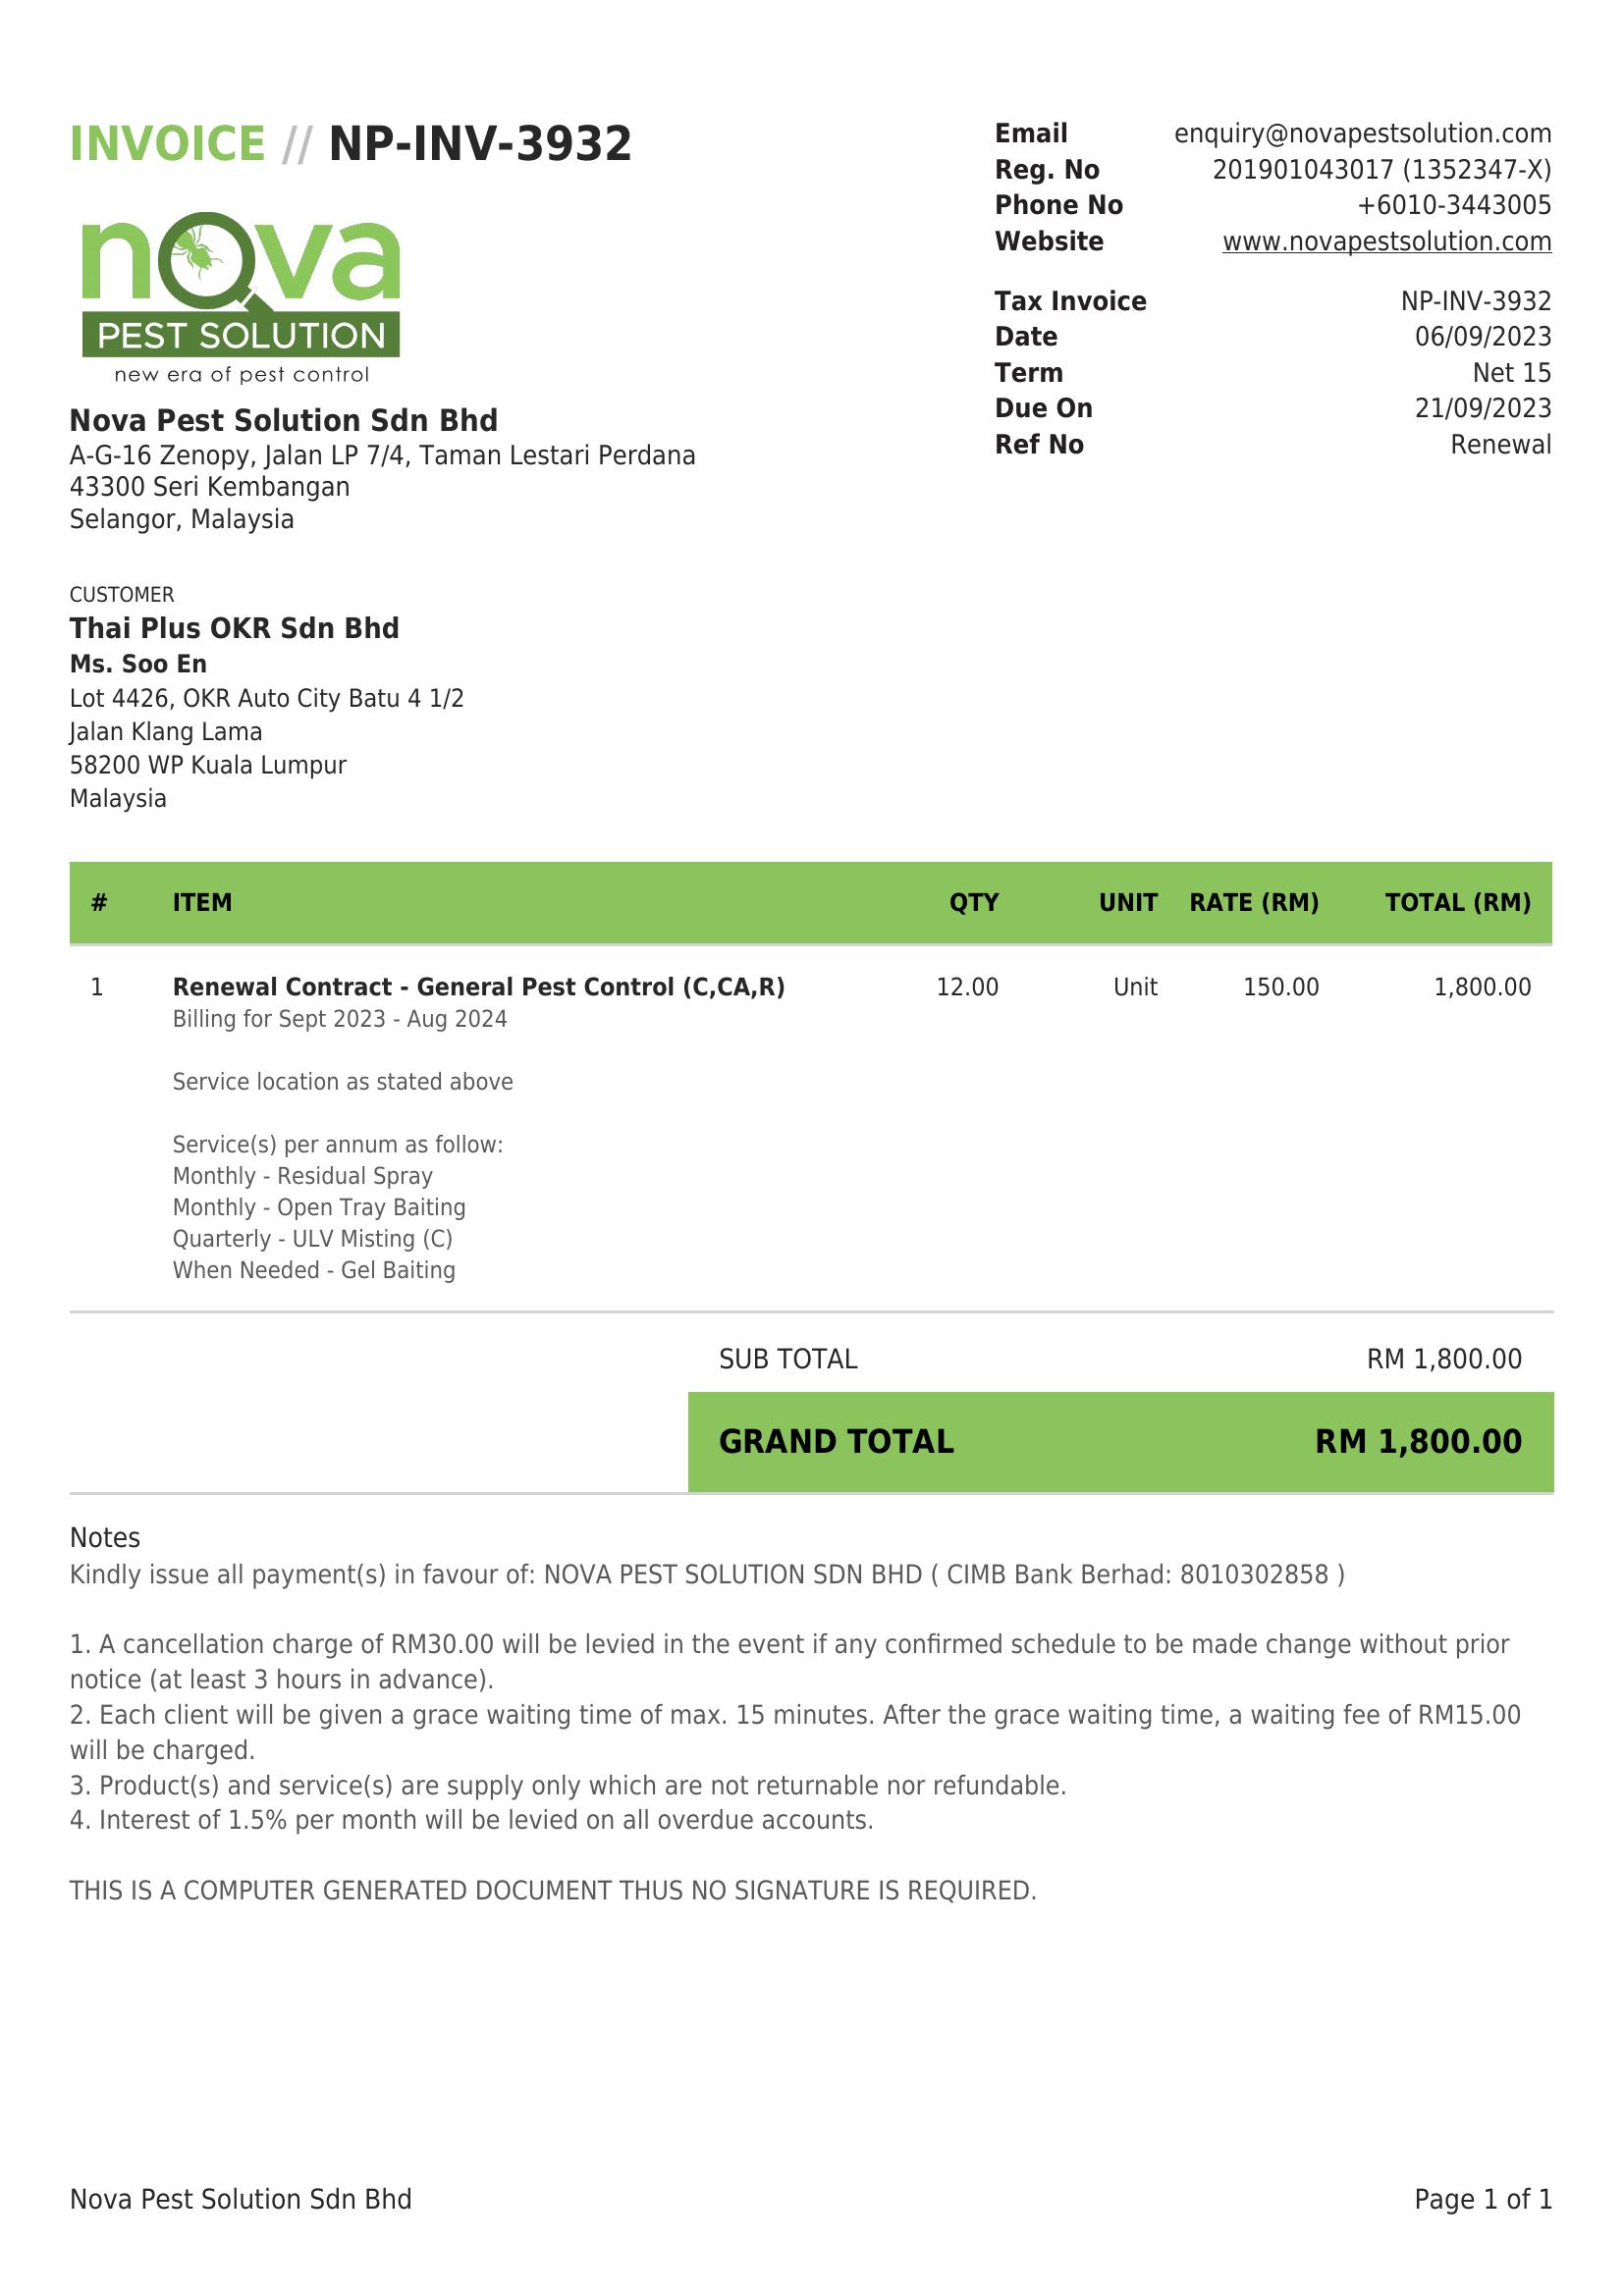 INVOICE // NP-INV-3932
nova
PEST SOLUTION
new era of pest control
Nova Pest Solution Sdn Bhd
A-G-16 Zenopy, Jalan LP 7/4, Taman Lestari Perdana
43300 Seri Kembangan
Selangor, Malaysia
Email enquiry@novapestsolution.com
Reg. No 201901043017 (1352347-X)
Phone No +6010-3443005
Website www.novapestsolution.com
Tax Invoice NP-INV-3932
Date 06/09/2023
Term Net 15
Due On 21/09/2023
Ref No Renewal
CUSTOMER
Thai Plus OKR Sdn Bhd
Ms. Soo En
Lot 4426, OKR Auto City Batu 4 1/2
Jalan Klang Lama
58200 WP Kuala Lumpur
Malaysia
# ITEM QTY UNIT RATE (RM) TOTAL (RM)
1 Renewal Contract - General Pest Control (C,CA,R) 12.00 Unit 150.00 1,800.00
Billing for Sept 2023 - Aug 2024
Service location as stated above
Service(s) per annum as follow:
Monthly - Residual Spray
Monthly - Open Tray Baiting
Quarterly - ULV Misting (C)
When Needed - Gel Baiting
SUB TOTAL RM 1,800.00
GRAND TOTAL RM 1,800.00
Notes
Kindly issue all payment(s) in favour of: NOVA PEST SOLUTION SDN BHD ( CIMB Bank Berhad: 8010302858 )
1. A cancellation charge of RM30.00 will be levied in the event if any confirmed schedule to be made change without prior
notice (at least 3 hours in advance).
2. Each client will be given a grace waiting time of max. 15 minutes. After the grace waiting time, a waiting fee of RM15.00
will be charged.
3. Product(s) and service(s) are supply only which are not returnable nor refundable.
4. Interest of 1.5% per month will be levied on all overdue accounts.
THIS IS A COMPUTER GENERATED DOCUMENT THUS NO SIGNATURE IS REQUIRED.
Nova Pest Solution Sdn Bhd Page 1 of 1